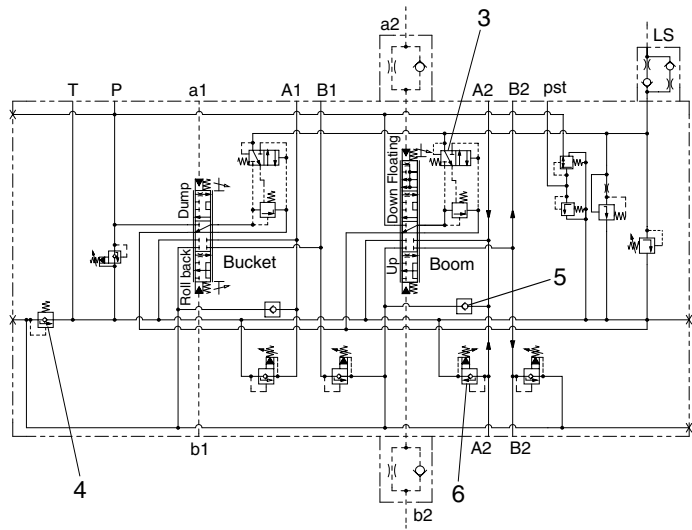 a2
3
LS
T
P
a1
A1
B1
A2
B2
pst
Dump
Roll back
Bucket
Down Floating
Up
Boom
5
b1
A2
B2
4
6
b2